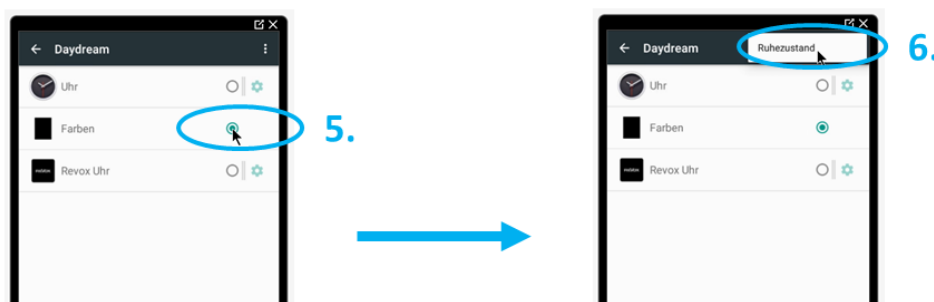 Daydream
Uhr
Farben
5.
Revox Uhr
Daydream
Ruhezustand
6.
Uhr
Farben
Revox Uhr